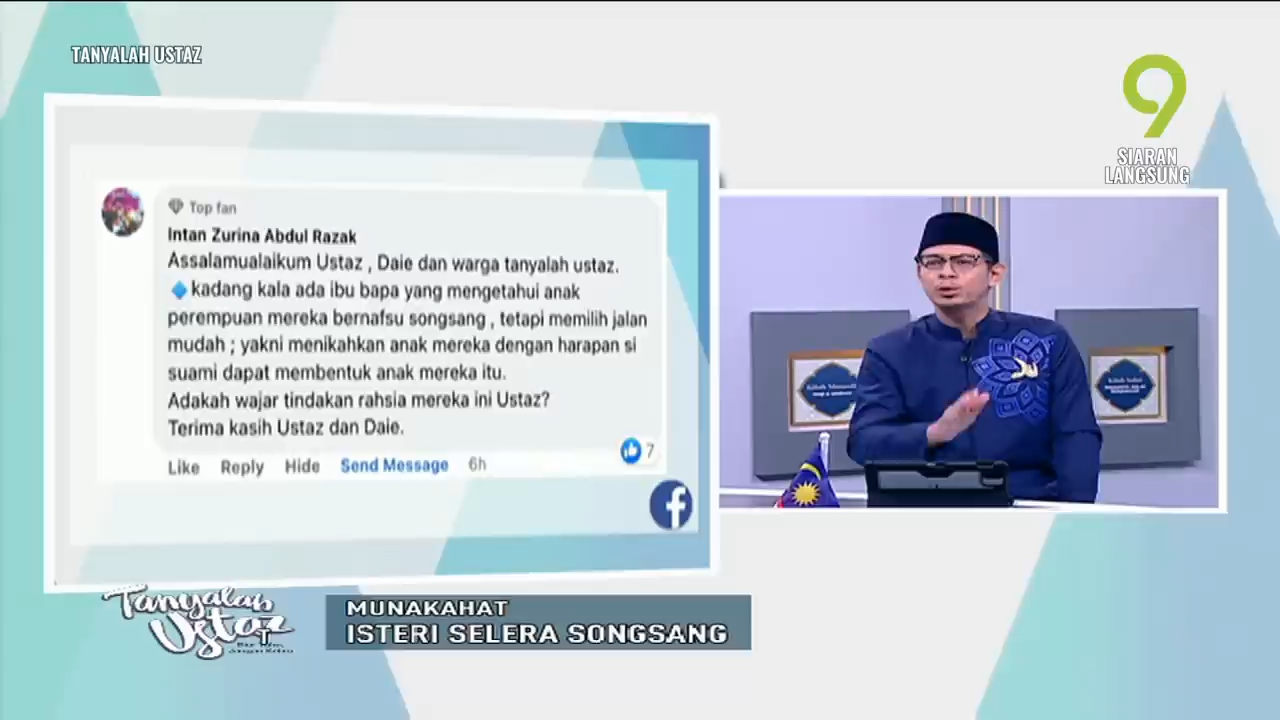 TANYALAH USTAZ
9
SIARAN
LANGSUNG
Top fan
Intan Zurina Abdul Razak
Assalamualaikum Ustaz , Daie dan warga tanyalah ustaz.
🔷kadang kala ada ibu bapa yang mengetahui anak
perempuan mereka bernafsu songsang , tetapi memilih jalan
mudah ; yakni menikahkan anak mereka dengan harapan si
suami dapat membentuk anak mereka itu.
Adakah wajar tindakan rahsia mereka ini Ustaz?
Terima kasih Ustaz dan Daie.
7
Like Reply Hide Send Message 6h
f
Tanyalah
Ustaz
MUNAKAHAT
ISTERI SELERA SONGSANG